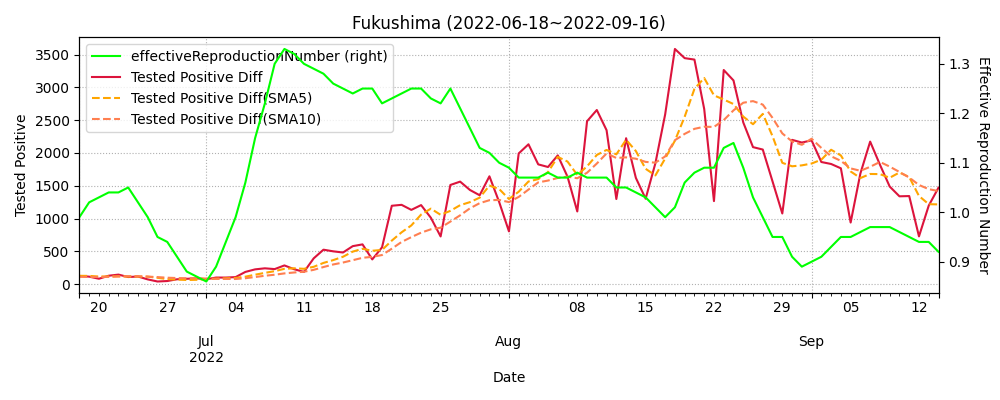 Fukushima (2022-06-18~2022-09-16)
effectiveReproductionNumber (right)
Tested Positive Diff
Tested Positive Diff(SMA5)
Tested Positive Diff(SMA10)
Tested Positive
3500
3000
2500
2000
1500
1000
500
0
1.3
1.2
1.1
1.0
0.9
Effective Reproduction Number
20 27 04 11 18 25 08 15 22 29 05 12
Jul Aug Sep
2022
Date